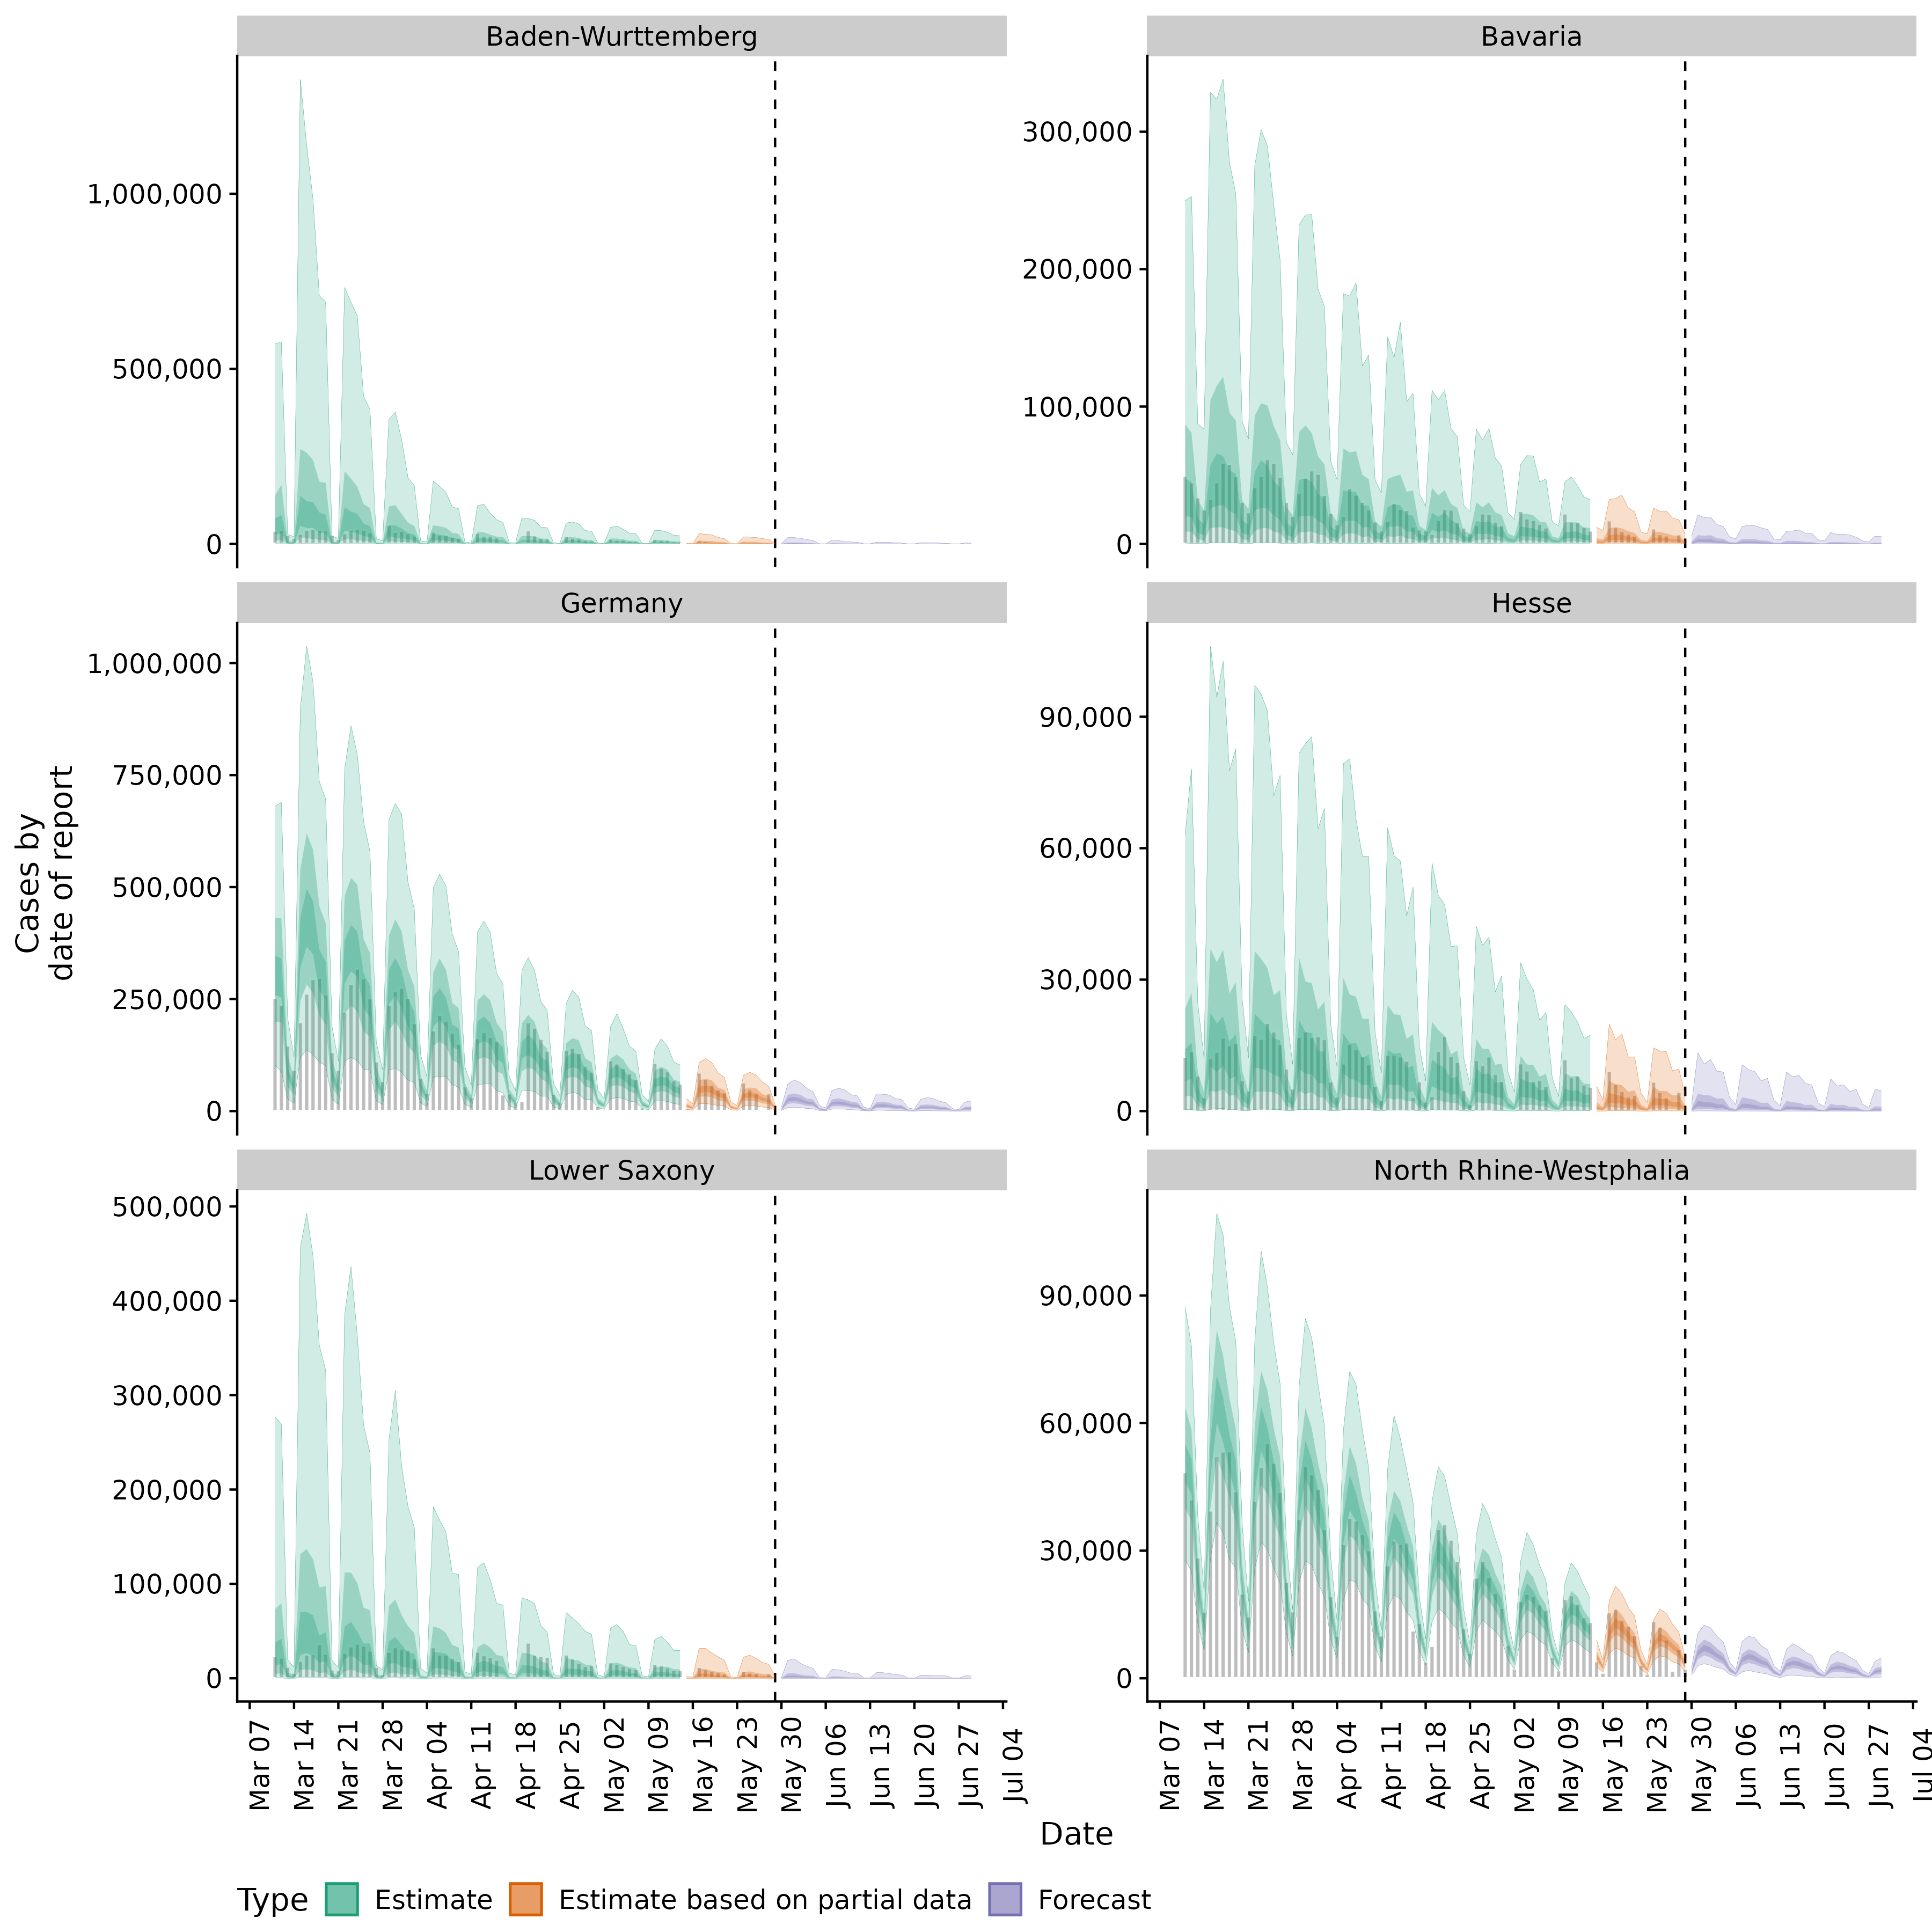 Baden-Wurttemberg
Bavaria
1,000,000
500,000
0
300,000
200,000
100,000
0
Germany
Hesse
1,000,000
750,000
500,000
250,000
0
90,000
60,000
30,000
0
Cases by
date of report
Lower Saxony
North Rhine-Westphalia
500,000
400,000
300,000
200,000
100,000
0
90,000
60,000
30,000
0
Mar 07
Mar 14
Mar 21
Mar 28
Apr 04
Apr 11
Apr 18
Apr 25
May 02
May 09
May 16
May 23
May 30
Jun 06
Jun 13
Jun 20
Jun 27
Jul 04
Mar 07
Mar 14
Mar 21
Mar 28
Apr 04
Apr 11
Apr 18
Apr 25
May 02
May 09
May 16
May 23
May 30
Jun 06
Jun 13
Jun 20
Jun 27
Jul 04
Date
Type
Estimate
Estimate based on partial data
Forecast